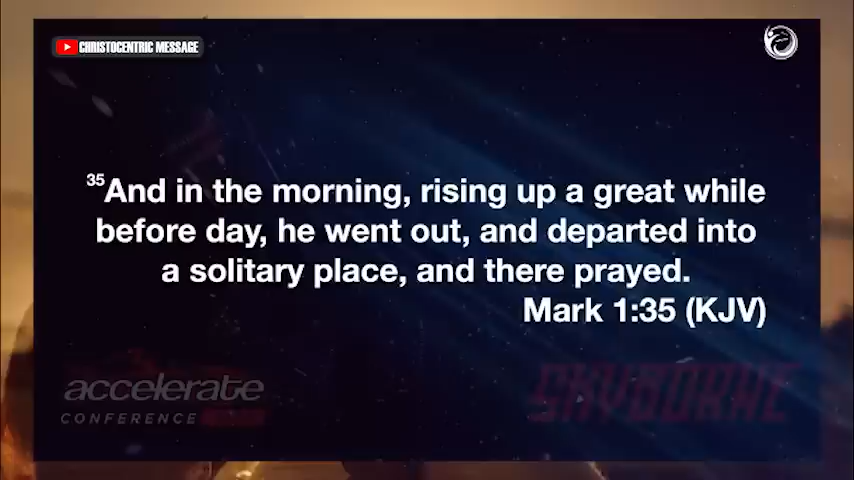 CHRISTOCENTRIC MESSAGE
35And in the morning, rising up a great while
before day, he went out, and departed into
a solitary place, and there prayed.
Mark 1:35 (KJV)
accelerate
CONFERENCE
SKYBORNE